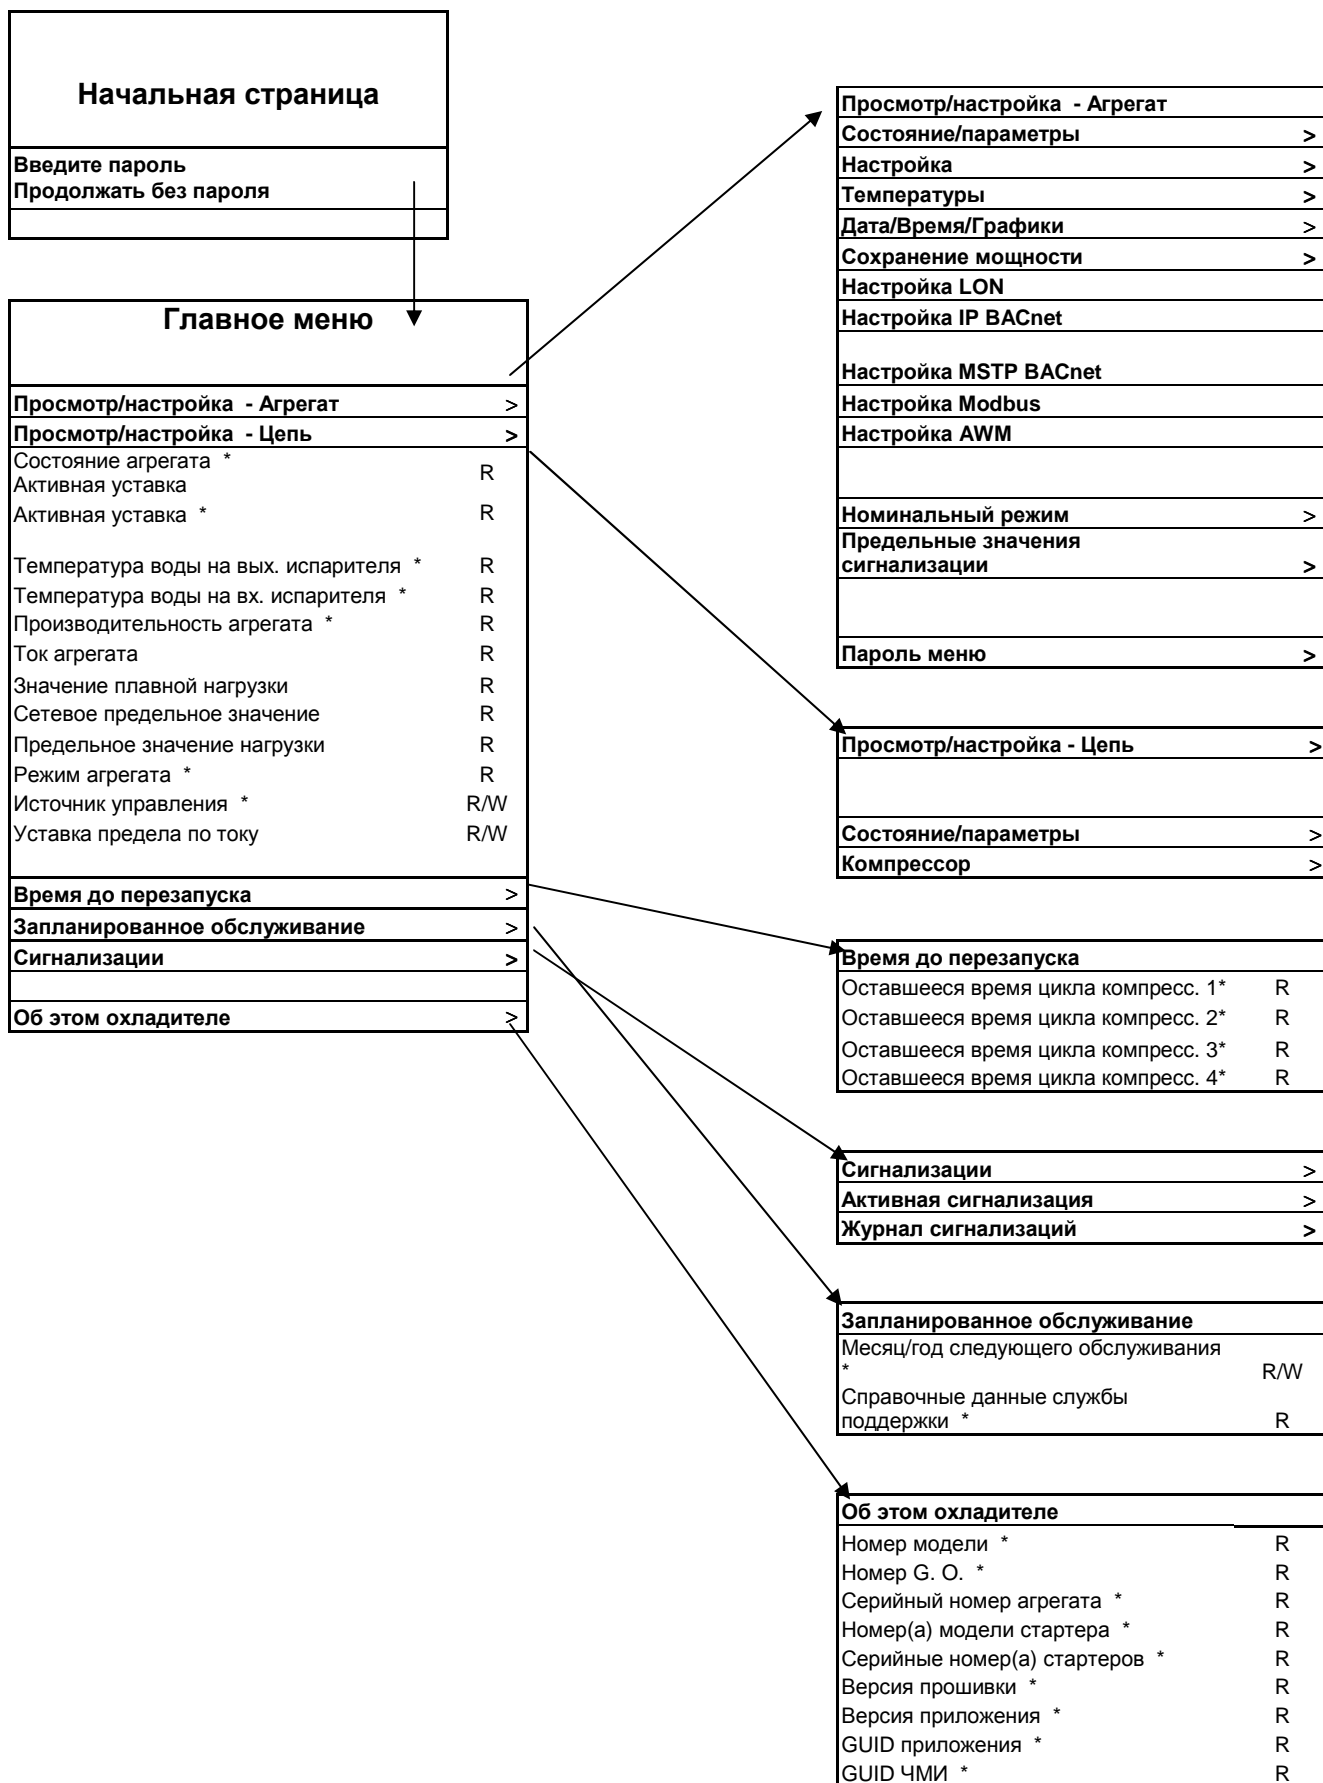 Начальная страница
Введите пароль
Продолжать без пароля
Главное меню
Просмотр/настройка - Агрегат >
Просмотр/настройка - Цепь >
Состояние агрегата * R
Активная уставка
Активная уставка * R
Температура воды на вых. испарителя * R
Температура воды на вх. испарителя * R
Производительность агрегата * R
Ток агрегата R
Значение плавной нагрузки R
Сетевое предельное значение R
Предельное значение нагрузки R
Режим агрегата * R
Источник управления * R/W
Уставка предела по току R/W
Время до перезапуска >
Запланированное обслуживание >
Сигнализации >
Об этом охладителе >
Просмотр/настройка - Агрегат
Состояние/параметры >
Настройка >
Температуры >
Дата/Время/Графики >
Сохранение мощности >
Настройка LON
Настройка IP BACnet
Настройка MSTP BACnet
Настройка Modbus
Настройка AWM
Номинальный режим >
Предельные значения
сигнализации >
Пароль меню >
Просмотр/настройка - Цепь >
Состояние/параметры >
Компрессор >
Время до перезапуска
Оставшееся время цикла компресс. 1* R
Оставшееся время цикла компресс. 2* R
Оставшееся время цикла компресс. 3* R
Оставшееся время цикла компресс. 4* R
Сигнализации >
Активная сигнализация >
Журнал сигнализаций >
Запланированное обслуживание
Месяц/год следующего обслуживания
* R/W
Справочные данные службы
поддержки * R
Об этом охладителе
Номер модели * R
Номер G. O. * R
Серийный номер агрегата * R
Номер(а) модели стартера * R
Серийные номер(а) стартеров * R
Версия прошивки * R
Версия приложения * R
GUID приложения * R
GUID ЧМИ * R